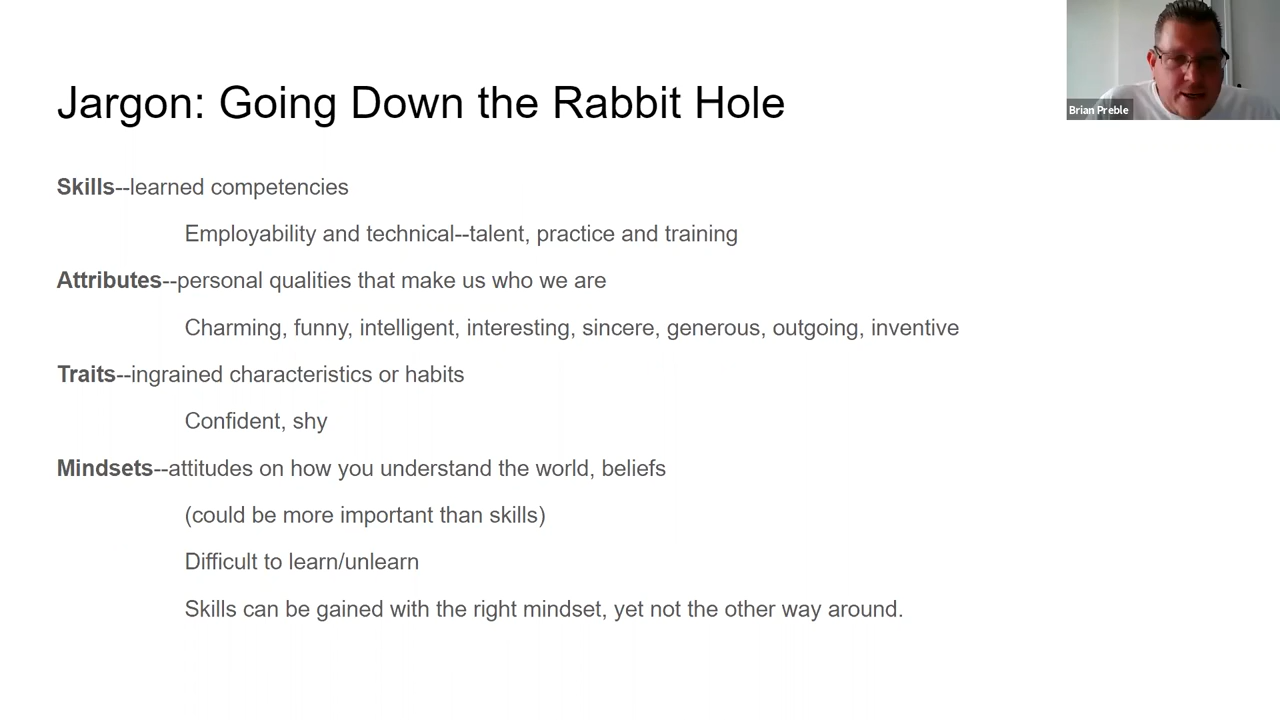 Jargon: Going Down the Rabbit Hole
Brian Preble
Skills--learned competencies
Employability and technical--talent, practice and training
Attributes--personal qualities that make us who we are
Charming, funny, intelligent, interesting, sincere, generous, outgoing, inventive
Traits--ingrained characteristics or habits
Confident, shy
Mindsets--attitudes on how you understand the world, beliefs
(could be more important than skills)
Difficult to learn/unlearn
Skills can be gained with the right mindset, yet not the other way around.